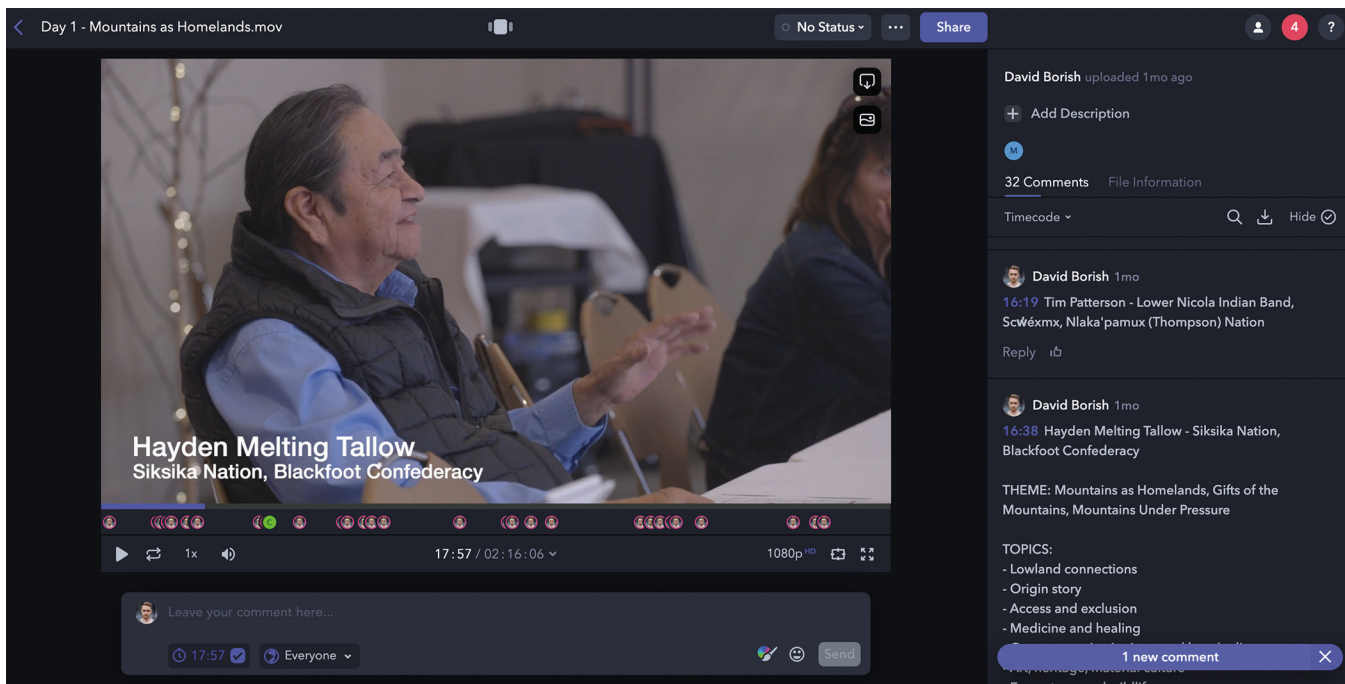 Day 1 - Mountains as Homelands.mov
No Status
Share
4
?
Hayden Melting Tallow
Siksika Nation, Blackfoot Confederacy
C
1x
17:57 / 02:16:06
1080p HD
Leave your comment here...
17:57
Everyone
Send
David Borish uploaded 1mo ago
Add Description
M
32 Comments
File Information
Timecode
Hide
David Borish 1mo
16:19 Tim Patterson - Lower Nicola Indian Band,
Scw̓éxmx, Nlaka'pamux (Thompson) Nation
Reply
David Borish 1mo
16:38 Hayden Melting Tallow - Siksika Nation,
Blackfoot Confederacy
THEME: Mountains as Homelands, Gifts of the
Mountains, Mountains Under Pressure
TOPICS:
- Lowland connections
- Origin story
- Access and exclusion
- Medicine and healing
1 new comment